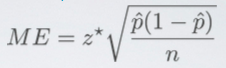 ME = z*√(p̂(1 − p̂)/n)